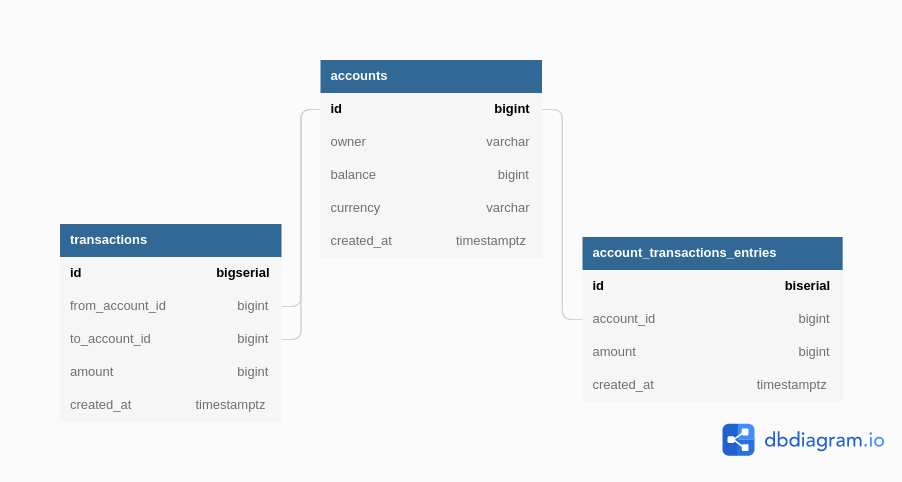 accounts
id bigint
owner varchar
balance bigint
currency varchar
created_at timestamptz
transactions
id bigserial
from_account_id bigint
to_account_id bigint
amount bigint
created_at timestamptz
account_transactions_entries
id biserial
account_id bigint
amount bigint
created_at timestamptz
dbdiagram.io